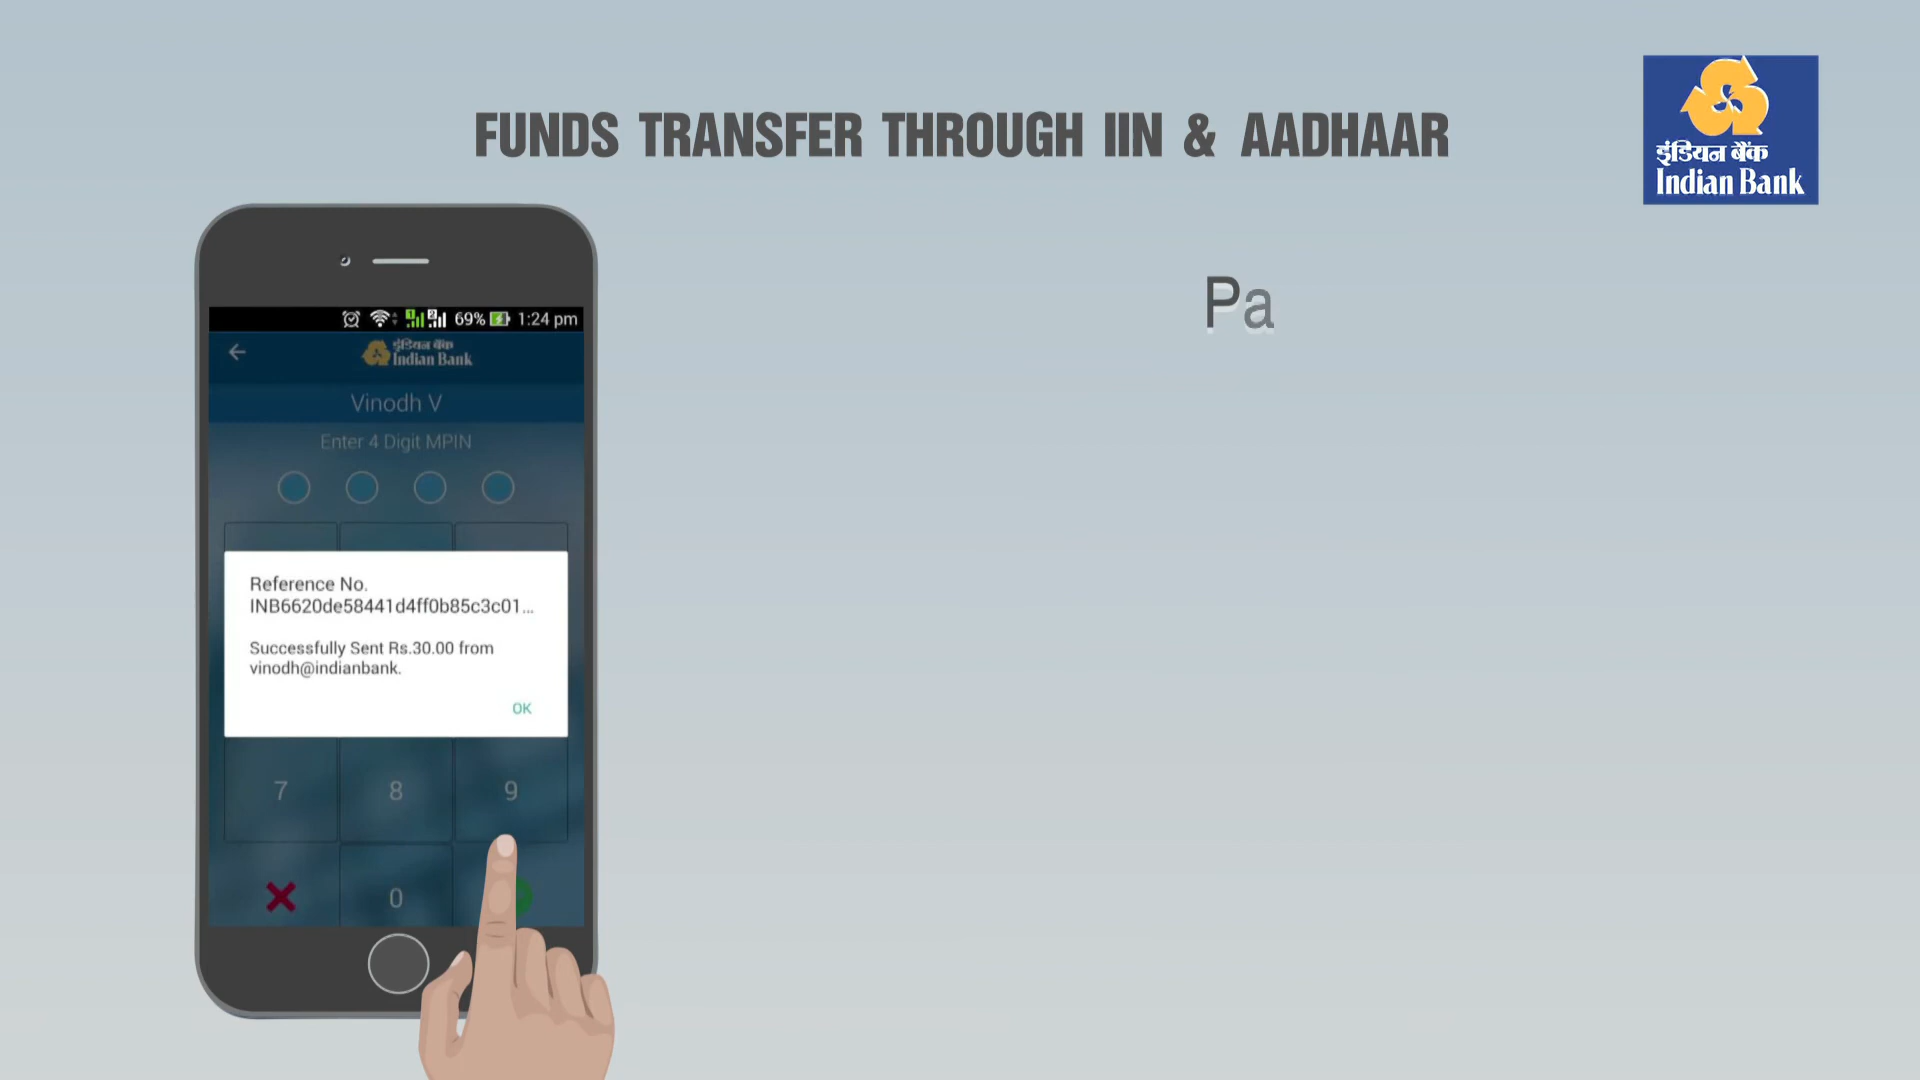 FUNDS TRANSFER THROUGH IIN & AADHAAR
इंडियन बैंक
Indian Bank
Pa
69% 1:24 pm
इंडियन बैंक
Indian Bank
Vinodh V
Enter 4 Digit MPIN
Reference No.
INB6620de58441d4ff0b85c3c01...
Successfully Sent Rs.30.00 from
vinodh@indianbank.
OK
7 8 9
0